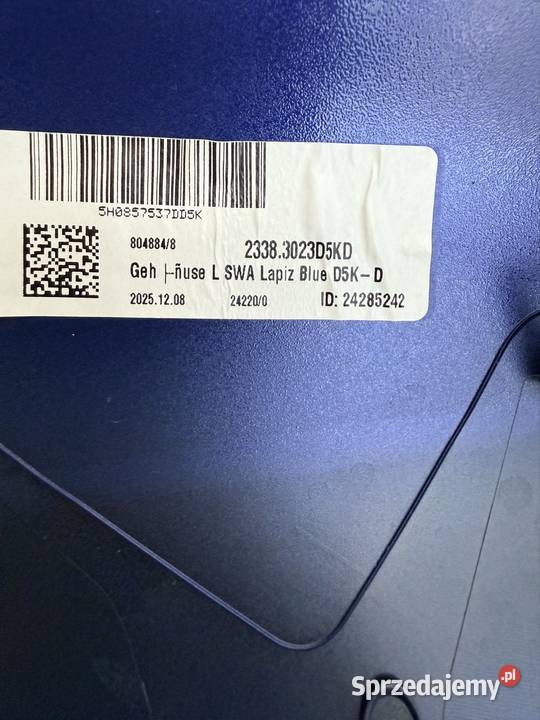 5H0857537DD5K
804884/8
2338.3023D5KD
Geh├ñuse L SWA Lapiz Blue D5K-D
2025.12.08
24220/0
ID: 24285242
Sprzedajemy.pl